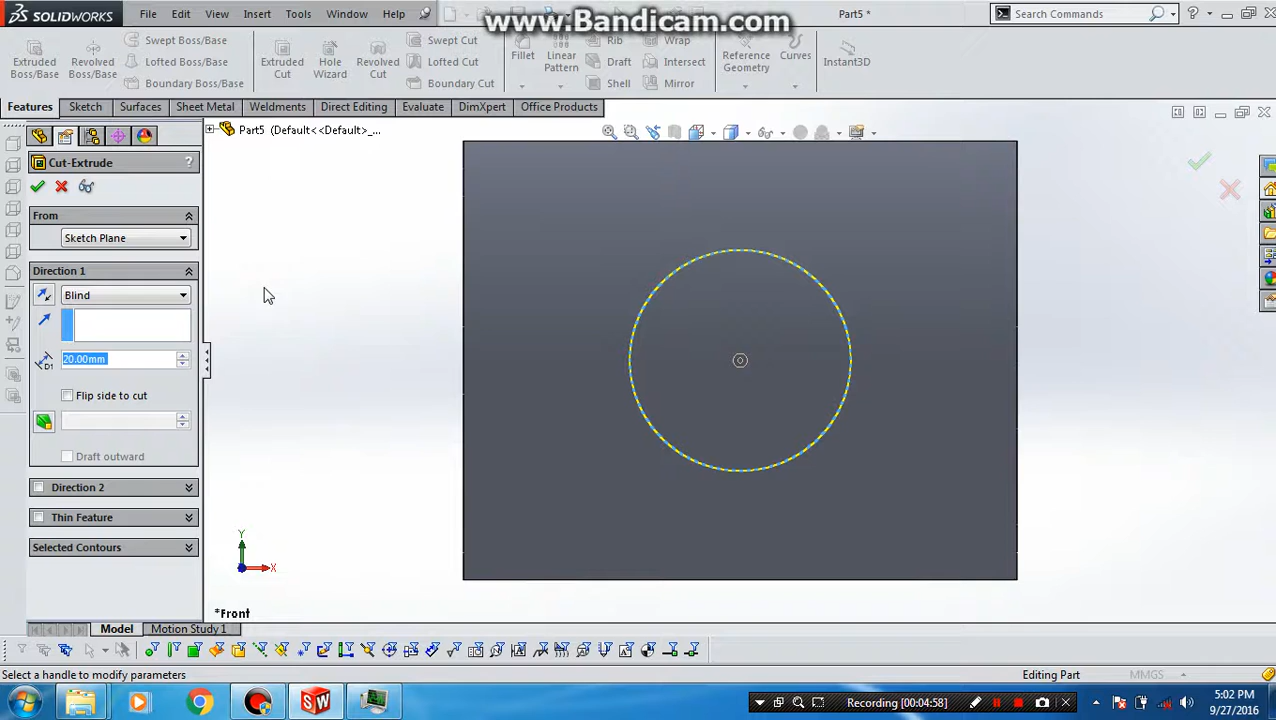 SOLIDWORKS File Edit View Insert Tools Window Help www.Bandicam.com Part5 * Search Commands ?
Extruded Boss/Base
Swept Boss/Base
Lofted Boss/Base
Boundary Boss/Base
Extruded Cut
Hole Wizard
Revolved Cut
Swept Cut
Lofted Cut
Boundary Cut
Fillet
Linear Pattern
Rib
Draft
Shell
Wrap
Intersect
Mirror
Reference Geometry
Curves
Instant3D
Features Sketch Surfaces Sheet Metal Weldments Direct Editing Evaluate DimXpert Office Products
Part5 (Default<<Default>_...
Cut-Extrude ?
From
Sketch Plane
Direction 1
Blind
D1 20.00mm
Flip side to cut
Draft outward
Direction 2
Thin Feature
Selected Contours
Y
X
*Front
Model Motion Study 1
Select a handle to modify parameters Editing Part MMGS
SW Recording [00:04:58] 5:02 PM
9/27/2016